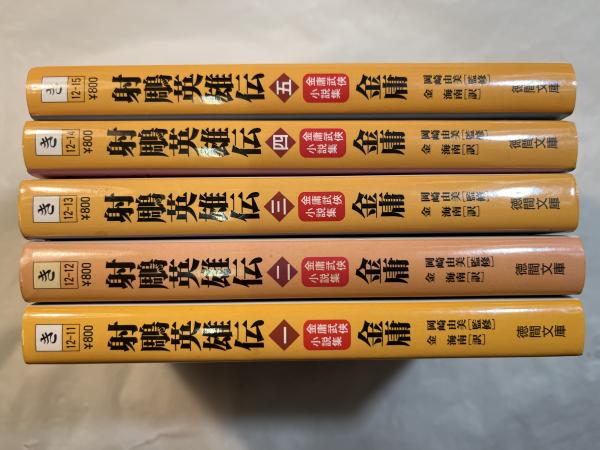 き
12-15
¥800
射鵰英雄伝
五
金庸武俠
小説集
金庸
岡崎由美[監修]
金海南[訳]
徳間文庫
き
12-14
¥800
射鵰英雄伝
四
金庸武俠
小説集
金庸
岡崎由美[監修]
金海南[訳]
徳間文庫
き
12-13
¥800
射鵰英雄伝
三
金庸武俠
小説集
金庸
岡崎由美[監修]
金海南[訳]
徳間文庫
き
12-12
¥800
射鵰英雄伝
二
金庸武俠
小説集
金庸
岡崎由美[監修]
金海南[訳]
徳間文庫
き
12-11
¥800
射鵰英雄伝
一
金庸武俠
小説集
金庸
岡崎由美[監修]
金海南[訳]
徳間文庫